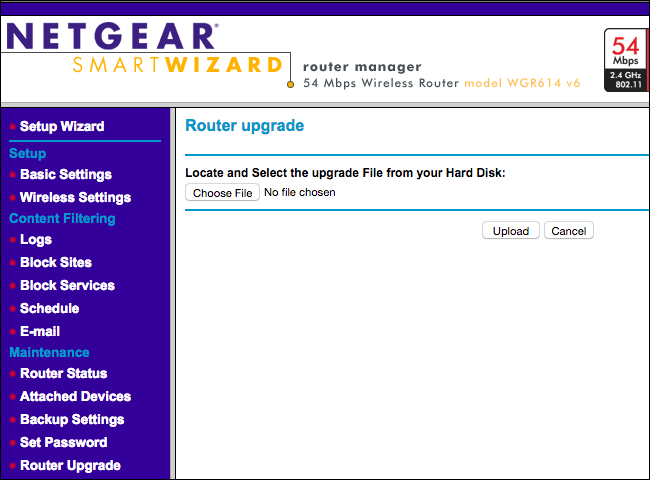 NETGEAR®
SMARTWIZARD
router manager
54 Mbps Wireless Router model WGR614 v6
54
Mbps
2.4 GHz
802.11
Setup Wizard
Setup
Basic Settings
Wireless Settings
Content Filtering
Logs
Block Sites
Block Services
Schedule
E-mail
Maintenance
Router Status
Attached Devices
Backup Settings
Set Password
Router Upgrade
Router upgrade
Locate and Select the upgrade File from your Hard Disk:
Choose File No file chosen
Upload Cancel